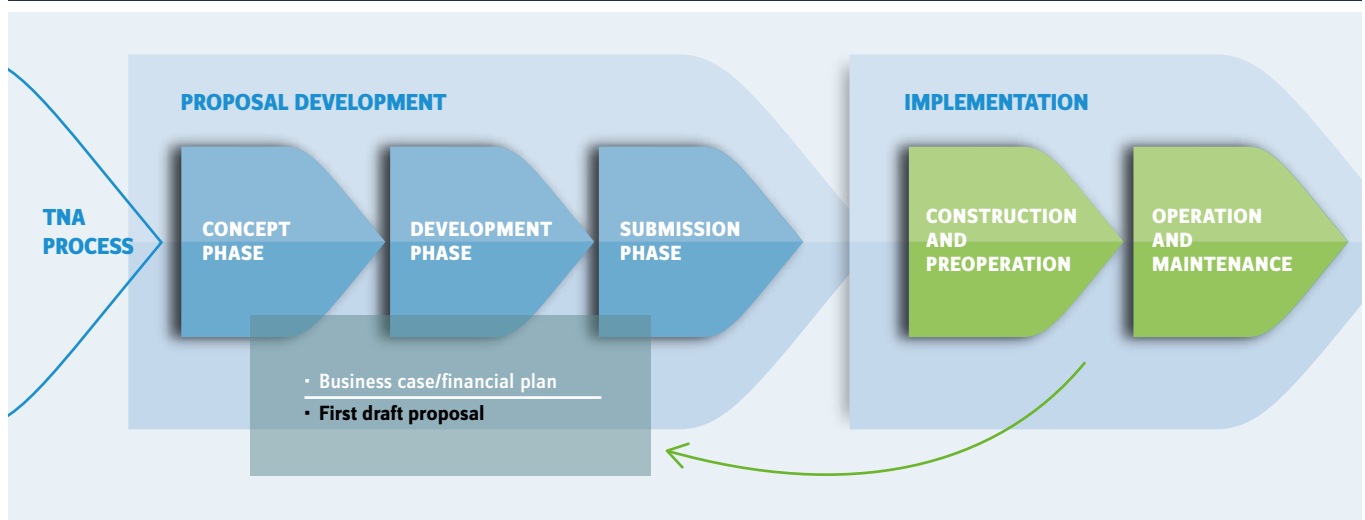 PROPOSAL DEVELOPMENT
IMPLEMENTATION
TNA
PROCESS
CONCEPT
PHASE
DEVELOPMENT
PHASE
SUBMISSION
PHASE
CONSTRUCTION
AND
PREOPERATION
OPERATION
AND
MAINTENANCE
· Business case/financial plan
· First draft proposal